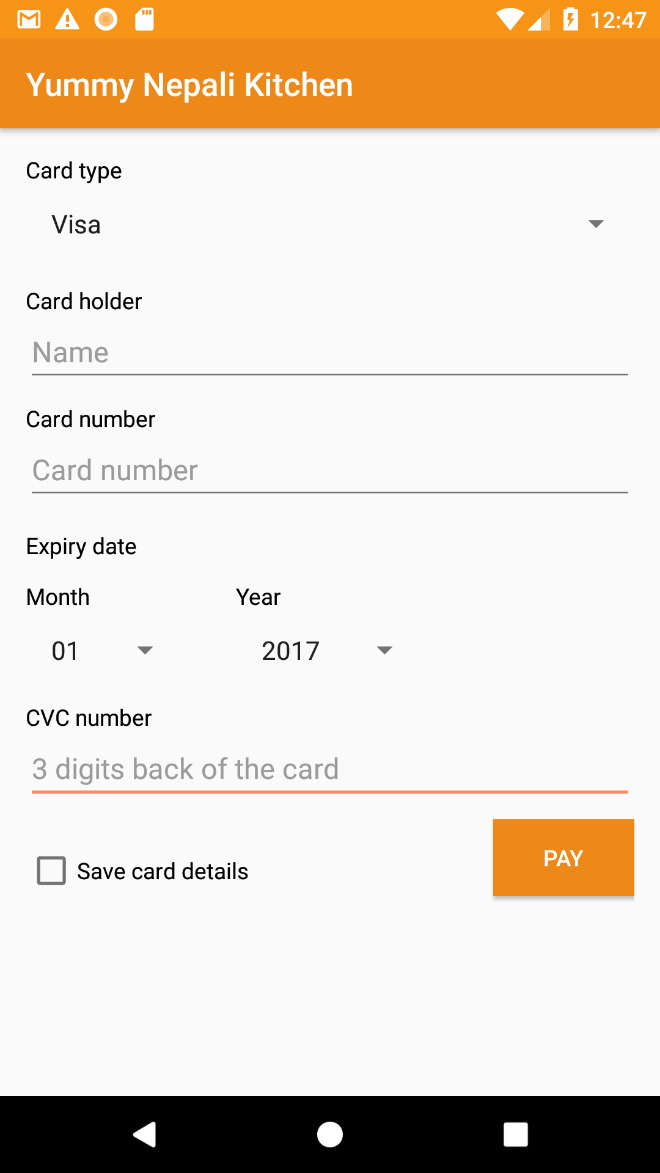 12:47
Yummy Nepali Kitchen
Card type
Visa
Card holder
Name
Card number
Card number
Expiry date
Month Year
01 2017
CVC number
3 digits back of the card
Save card details PAY